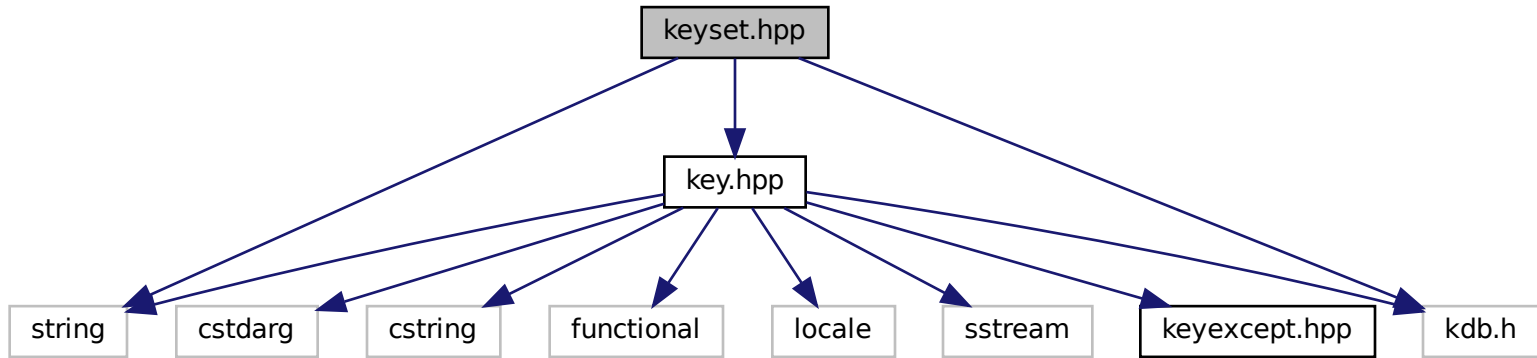 keyset.hpp
key.hpp
string
cstdarg
cstring
functional
locale
sstream
keyexcept.hpp
kdb.h